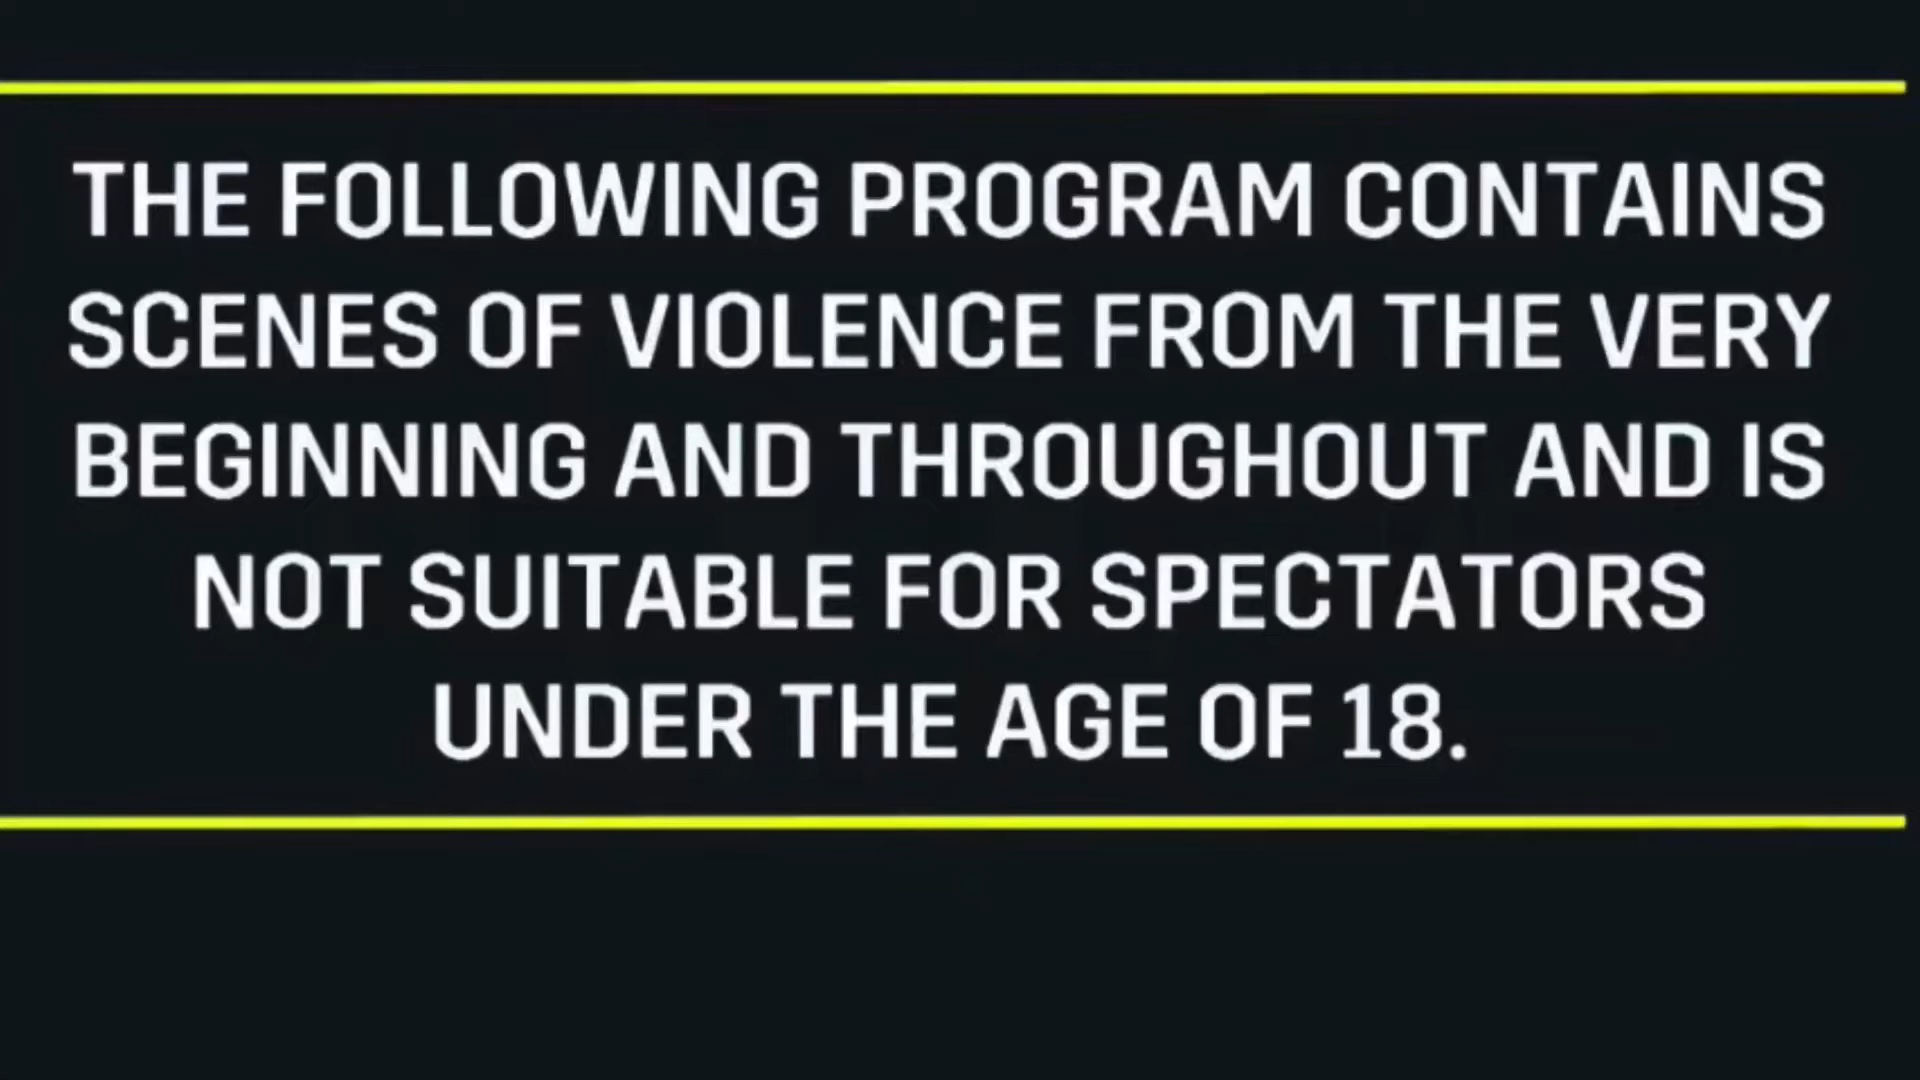 THE FOLLOWING PROGRAM CONTAINS
SCENES OF VIOLENCE FROM THE VERY
BEGINNING AND THROUGHOUT AND IS
NOT SUITABLE FOR SPECTATORS
UNDER THE AGE OF 18.